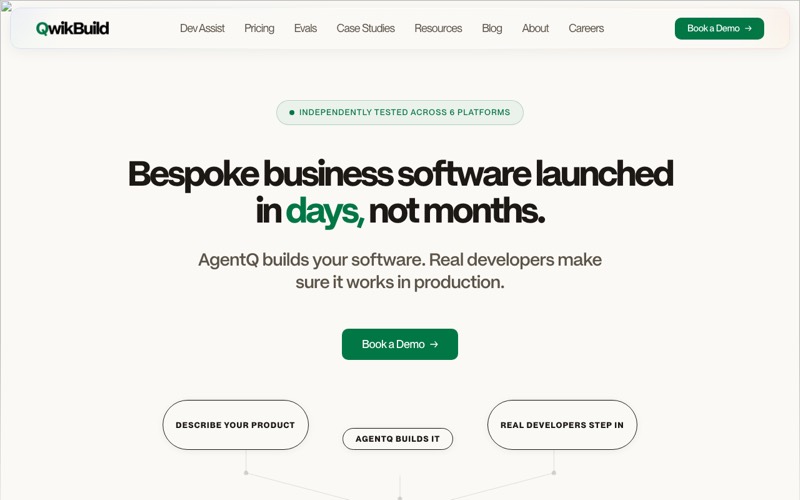 QwikBuild
Dev Assist Pricing Evals Case Studies Resources Blog About Careers
Book a Demo →
INDEPENDENTLY TESTED ACROSS 6 PLATFORMS
Bespoke business software launched
in days, not months.
AgentQ builds your software. Real developers make
sure it works in production.
Book a Demo →
DESCRIBE YOUR PRODUCT
AGENTQ BUILDS IT
REAL DEVELOPERS STEP IN